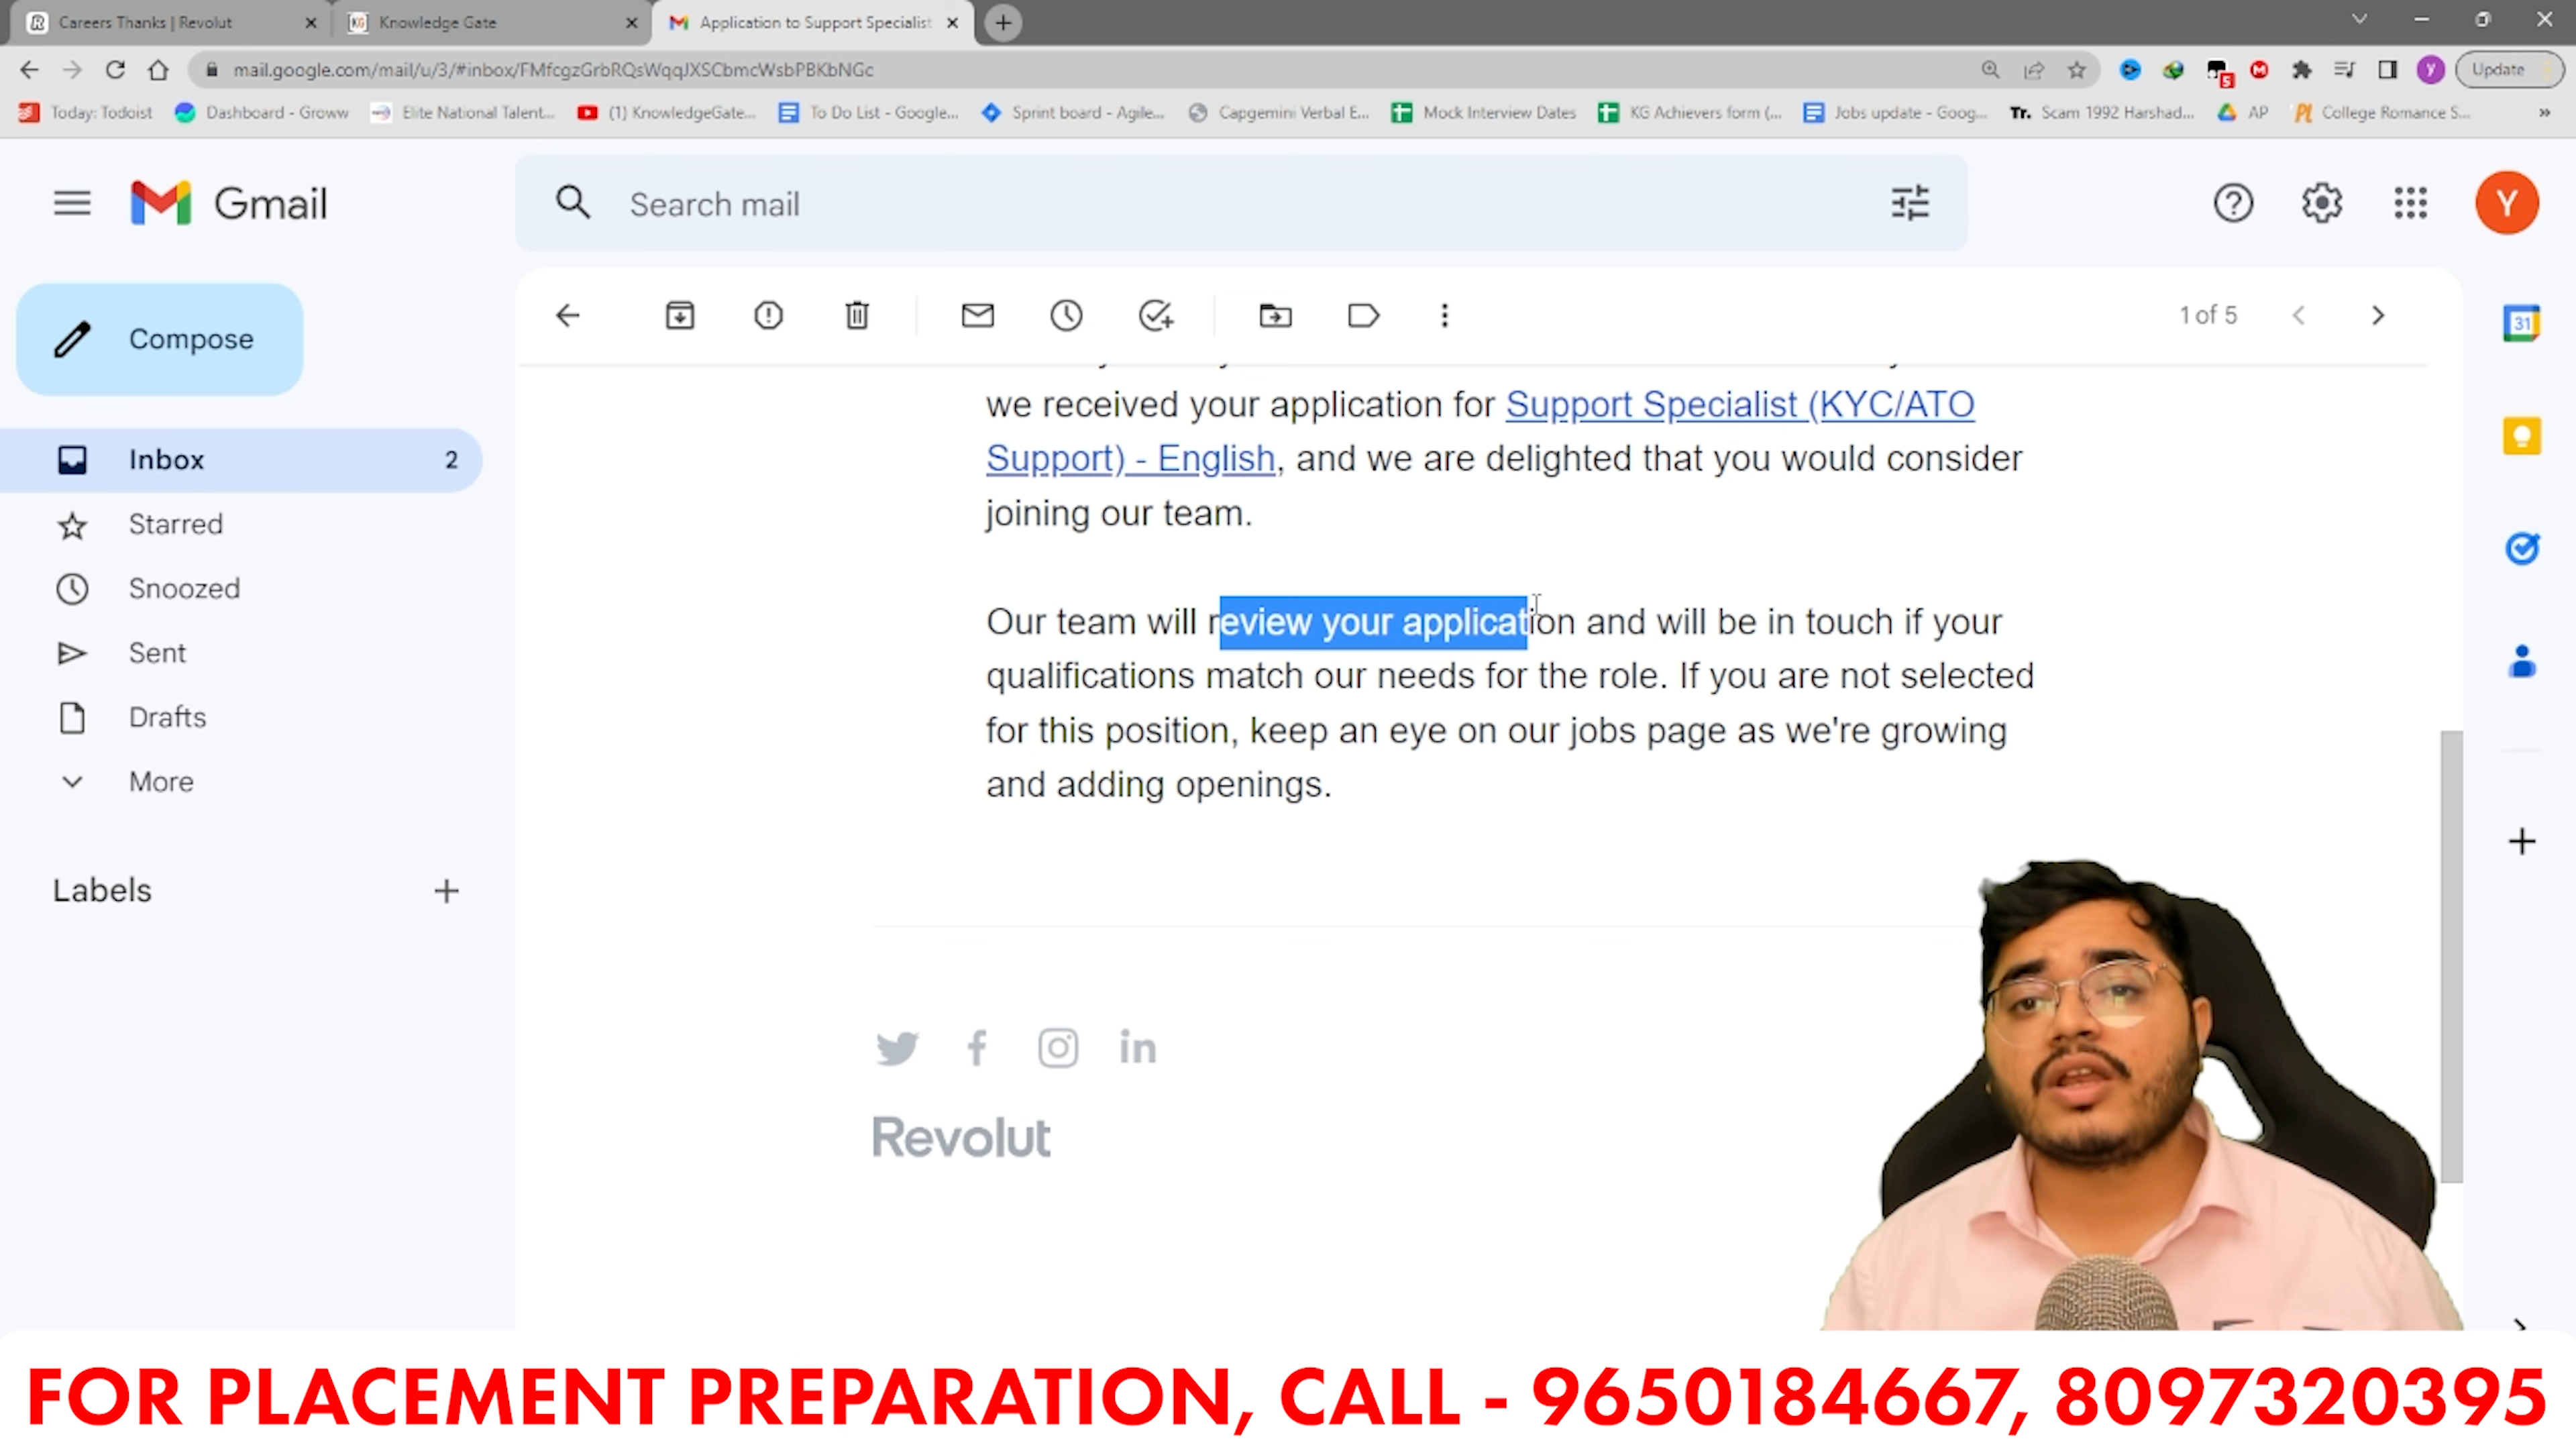 Careers Thanks | Revolut
Knowledge Gate
Application to Support Specialist
mail.google.com/mail/u/3/#inbox/FMfcgzGrbRQsWqqJXSCbmcWsbPBKbNGc
5
y
Update
Today: Todoist
Dashboard - Groww
Elite National Talent...
(1) KnowledgeGate...
To Do List - Google...
Sprint board - Agile...
Capgemini Verbal E...
Mock Interview Dates
KG Achievers form (...
Jobs update - Goog...
Tr. Scam 1992 Harshad...
AP
College Romance S...
Gmail
Search mail
Y
Compose
1 of 5
31
Inbox 2
Starred
Snoozed
Sent
Drafts
More
Labels
we received your application for Support Specialist (KYC/ATO
Support) - English, and we are delighted that you would consider
joining our team.
Our team will review your application and will be in touch if your
qualifications match our needs for the role. If you are not selected
for this position, keep an eye on our jobs page as we're growing
and adding openings.
Revolut
FOR PLACEMENT PREPARATION, CALL - 9650184667, 8097320395